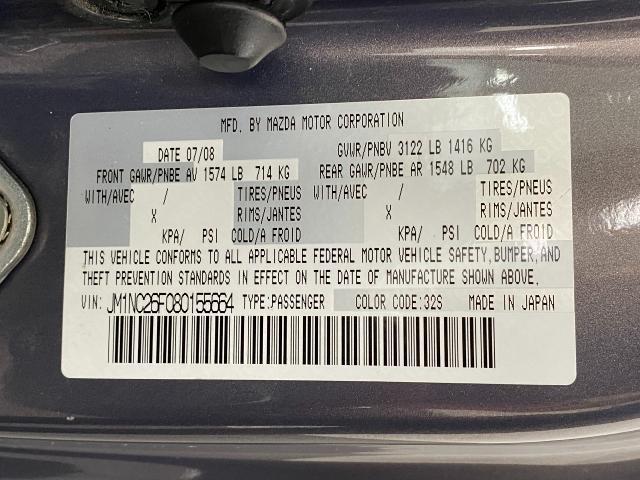 MFD. BY MAZDA MOTOR CORPORATION
DATE 07/08 GVWR/PNBV 3122 LB 1416 KG
FRONT GAWR/PNBE AV 1574 LB 714 KG REAR GAWR/PNBE AR 1548 LB 702 KG
WITH/AVEC / TIRES/PNEUS WITH/AVEC / TIRES/PNEUS
X RIMS/JANTES X RIMS/JANTES
KPA/ PSI COLD/A FROID KPA/ PSI COLD/A FROID
THIS VEHICLE CONFORMS TO ALL APPLICABLE FEDERAL MOTOR VEHICLE SAFETY, BUMPER, AND
THEFT PREVENTION STANDARDS IN EFFECT ON THE DATE OF MANUFACTURE SHOWN ABOVE.
VIN: JM1NC26F080155664 TYPE:PASSENGER COLOR CODE:32S MADE IN JAPAN